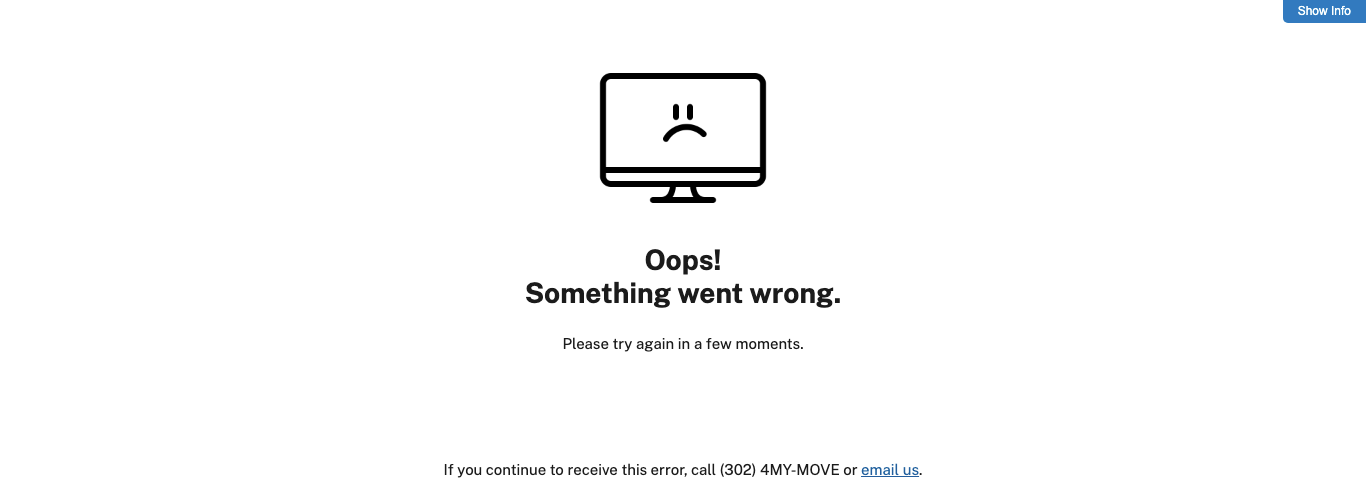 Show Info
Oops!
Something went wrong.
Please try again in a few moments.
If you continue to receive this error, call (302) 4MY-MOVE or email us.